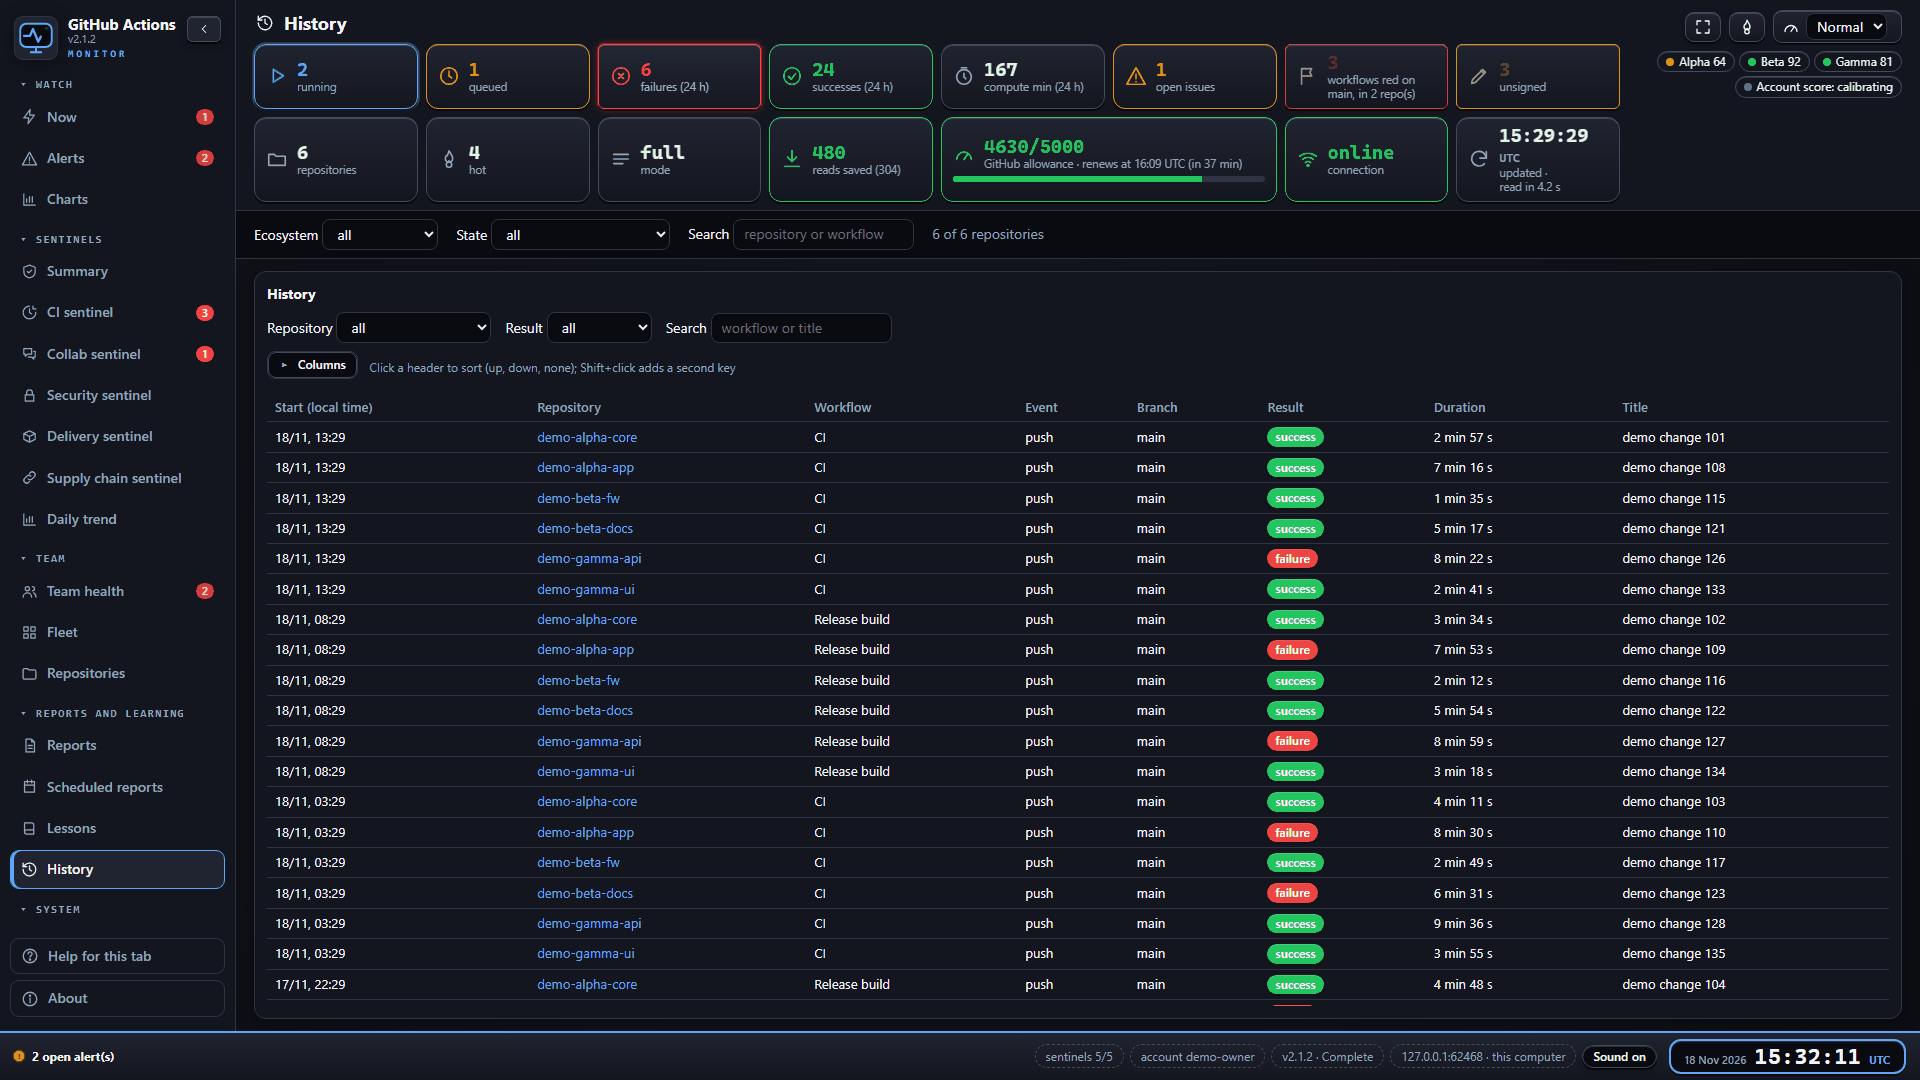 GitHub Actions
v2.1.2
MONITOR
WATCH
Now 1
Alerts 2
Charts
SENTINELS
Summary
CI sentinel 3
Collab sentinel 1
Security sentinel
Delivery sentinel
Supply chain sentinel
Daily trend
TEAM
Team health 2
Fleet
Repositories
REPORTS AND LEARNING
Reports
Scheduled reports
Lessons
History
SYSTEM
Help for this tab
About
History
Normal
2
running
1
queued
6
failures (24 h)
24
successes (24 h)
167
compute min (24 h)
1
open issues
3
workflows red on
main, in 2 repo(s)
3
unsigned
Alpha 64 Beta 92 Gamma 81
Account score: calibrating
6
repositories
4
hot
full
mode
480
reads saved (304)
4630/5000
GitHub allowance · renews at 16:09 UTC (in 37 min)
online
connection
15:29:29
UTC
updated ·
read in 4.2 s
Ecosystem all State all Search repository or workflow 6 of 6 repositories
History
Repository all Result all Search workflow or title
Columns Click a header to sort (up, down, none); Shift+click adds a second key
Start (local time) Repository Workflow Event Branch Result Duration Title
18/11, 13:29 demo-alpha-core CI push main success 2 min 57 s demo change 101
18/11, 13:29 demo-alpha-app CI push main success 7 min 16 s demo change 108
18/11, 13:29 demo-beta-fw CI push main success 1 min 35 s demo change 115
18/11, 13:29 demo-beta-docs CI push main success 5 min 17 s demo change 121
18/11, 13:29 demo-gamma-api CI push main failure 8 min 22 s demo change 126
18/11, 13:29 demo-gamma-ui CI push main success 2 min 41 s demo change 133
18/11, 08:29 demo-alpha-core Release build push main success 3 min 34 s demo change 102
18/11, 08:29 demo-alpha-app Release build push main failure 7 min 53 s demo change 109
18/11, 08:29 demo-beta-fw Release build push main success 2 min 12 s demo change 116
18/11, 08:29 demo-beta-docs Release build push main success 5 min 54 s demo change 122
18/11, 08:29 demo-gamma-api Release build push main failure 8 min 59 s demo change 127
18/11, 08:29 demo-gamma-ui Release build push main success 3 min 18 s demo change 134
18/11, 03:29 demo-alpha-core CI push main success 4 min 11 s demo change 103
18/11, 03:29 demo-alpha-app CI push main failure 8 min 30 s demo change 110
18/11, 03:29 demo-beta-fw CI push main success 2 min 49 s demo change 117
18/11, 03:29 demo-beta-docs CI push main failure 6 min 31 s demo change 123
18/11, 03:29 demo-gamma-api CI push main success 9 min 36 s demo change 128
18/11, 03:29 demo-gamma-ui CI push main success 3 min 55 s demo change 135
17/11, 22:29 demo-alpha-core Release build push main success 4 min 48 s demo change 104
2 open alert(s)
sentinels 5/5 account demo-owner v2.1.2 · Complete 127.0.0.1:62468 · this computer Sound on 18 Nov 2026 15:32:11 UTC